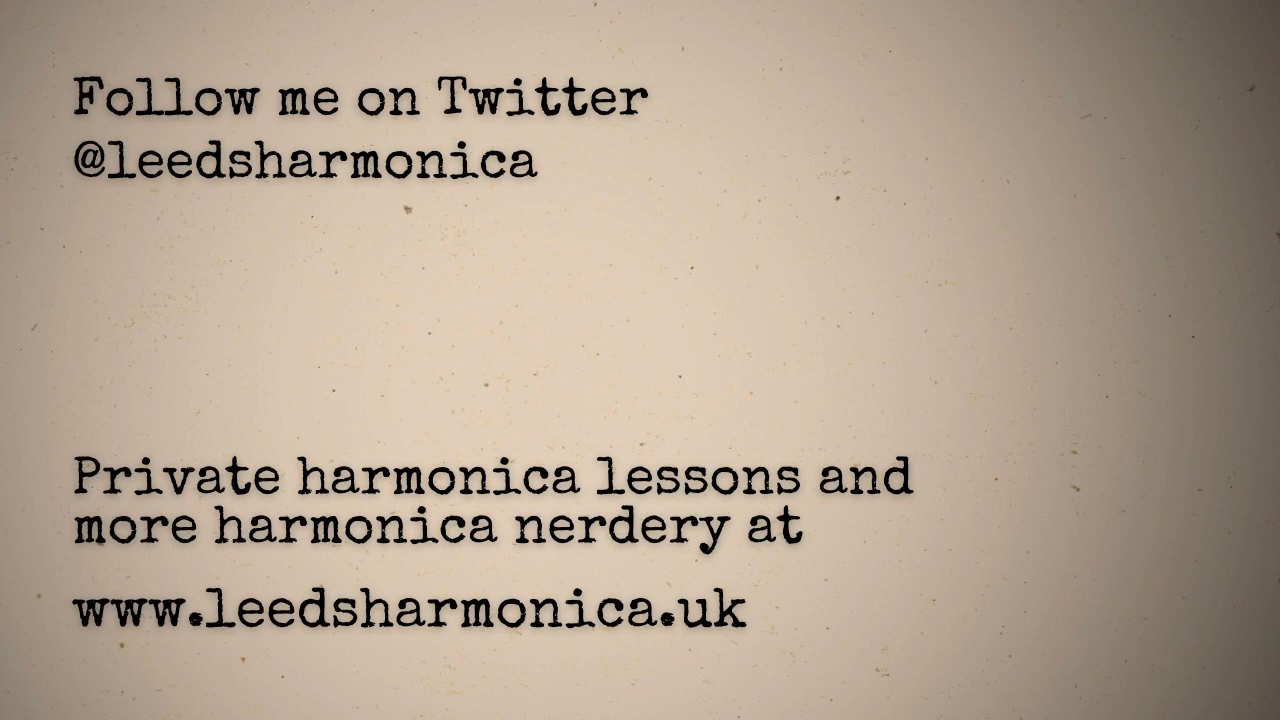 Follow me on Twitter
@leedsharmonica
Private harmonica lessons and
more harmonica nerdery at
www.leedsharmonica.uk